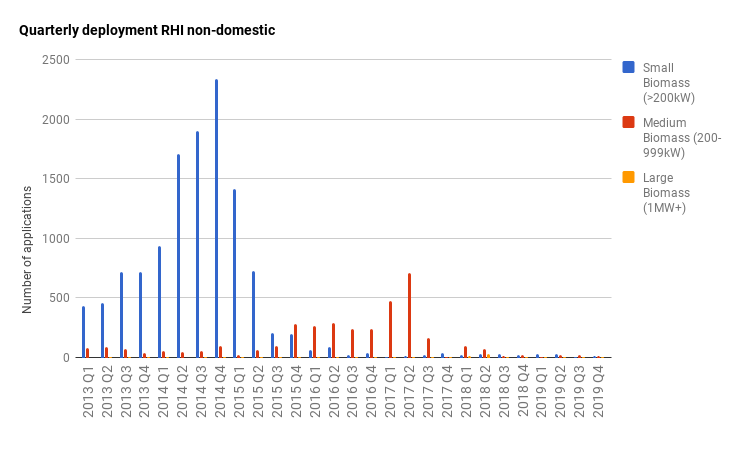 Quarterly deployment RHI non-domestic
2500
2000
1500
1000
500
0
Number of applications
2013 Q1
2013 Q2
2013 Q3
2013 Q4
2014 Q1
2014 Q2
2014 Q3
2014 Q4
2015 Q1
2015 Q2
2015 Q3
2015 Q4
2016 Q1
2016 Q2
2016 Q3
2016 Q4
2017 Q1
2017 Q2
2017 Q3
2017 Q4
2018 Q1
2018 Q2
2018 Q3
2018 Q4
2019 Q1
2019 Q2
2019 Q3
2019 Q4
Small
Biomass
(>200kW)
Medium
Biomass (200-
999kW)
Large
Biomass
(1MW+)